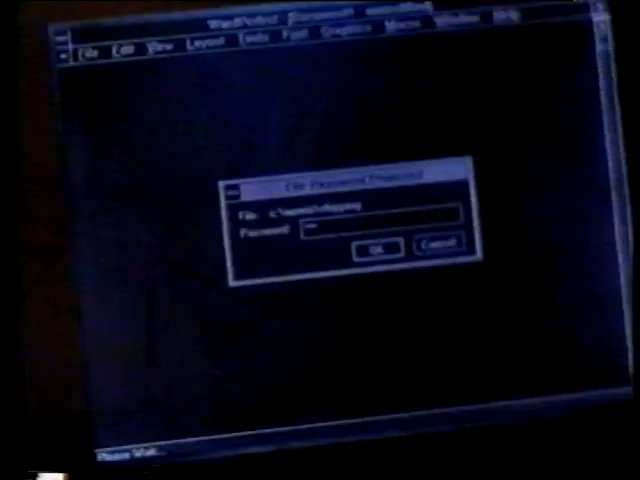 WordPerfect - [Document
File Edit View Layout Tools Font Graphics Macro Window Help
File Password Protected
File:
Password:
OK Cancel
Please Wait...